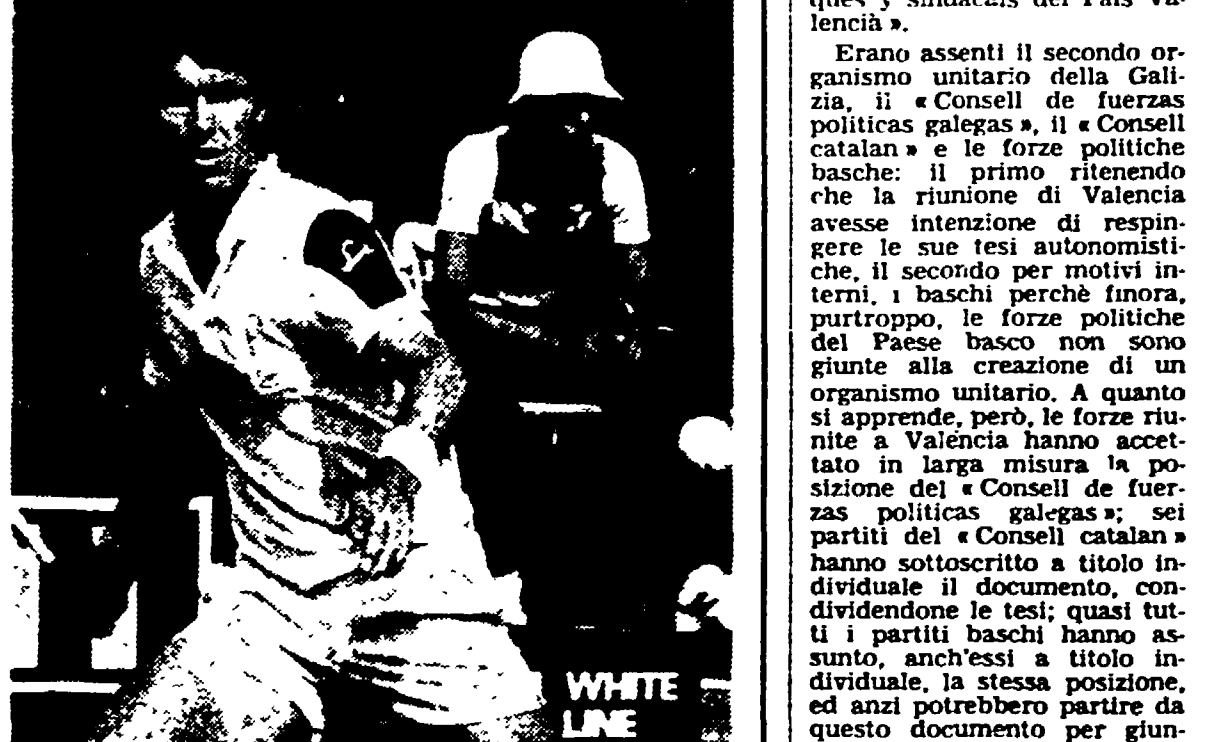 WHITE
LINE
ques y sindacals del Pais Va-
lencià ».
Erano assenti il secondo or-
ganismo unitario della Gali-
zia, il « Consell de fuerzas
politicas galegas », il « Consell
catalan » e le forze politiche
basche: il primo ritenendo
che la riunione di Valencia
avesse intenzione di respin-
gere le sue tesi autonomisti-
che, il secondo per motivi in-
terni, i baschi perchè finora,
purtroppo, le forze politiche
del Paese basco non sono
giunte alla creazione di un
organismo unitario. A quanto
si apprende, però, le forze riu-
nite a Valencia hanno accet-
tato in larga misura la po-
sizione del « Consell de fuer-
zas politicas galegas »; sei
partiti del « Consell catalan »
hanno sottoscritto a titolo in-
dividuale il documento, con-
dividendone le tesi; quasi tut-
ti i partiti baschi hanno as-
sunto, anch'essi a titolo in-
dividuale, la stessa posizione,
ed anzi potrebbero partire da
questo documento per giun-